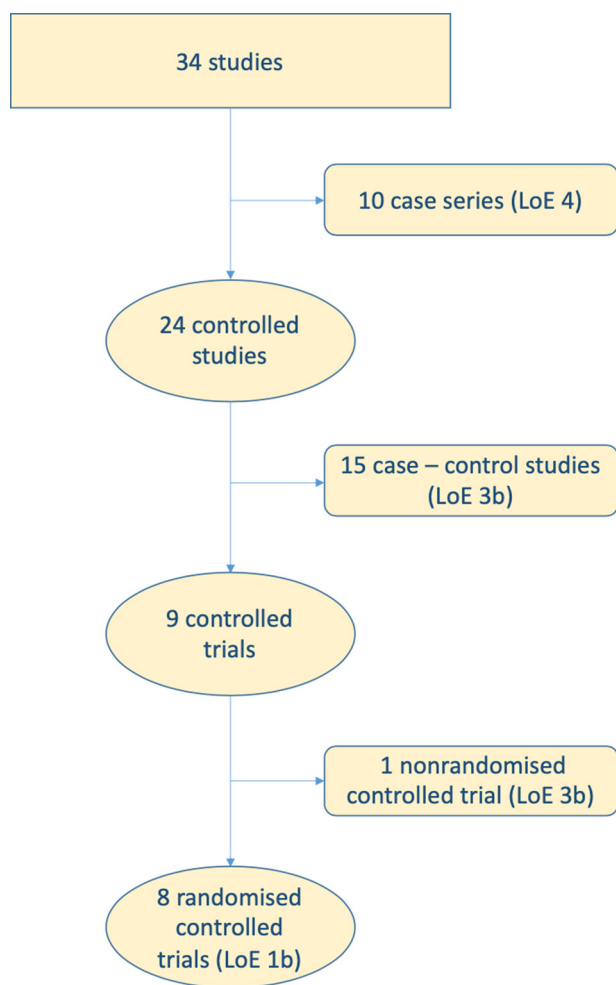 34 studies
10 case series (LoE 4)
24 controlled
studies
15 case – control studies
(LoE 3b)
9 controlled
trials
1 nonrandomised
controlled trial (LoE 3b)
8 randomised
controlled
trials (LoE 1b)